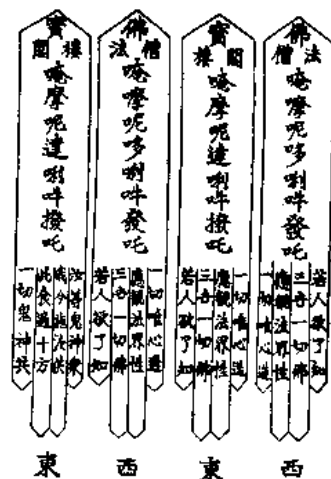 佛
法僧
唵摩呢多唎吽發吒
若人欲了知
三世一切佛
應觀法界性
一切唯心造
西
寶
閣樓
唵摩呢達唎吽撥吒
一切唯心造
應觀法界性
三世一切佛
若人欲了知
東
佛
僧法
唵摩呢多唎吽發吒
一切唯心造
應觀法界性
三世一切佛
若人欲了知
西
寶
樓閣
唵摩呢達唎吽撥吒
汝等鬼神眾
我今施汝供
此食遍十方
一切鬼神共
東